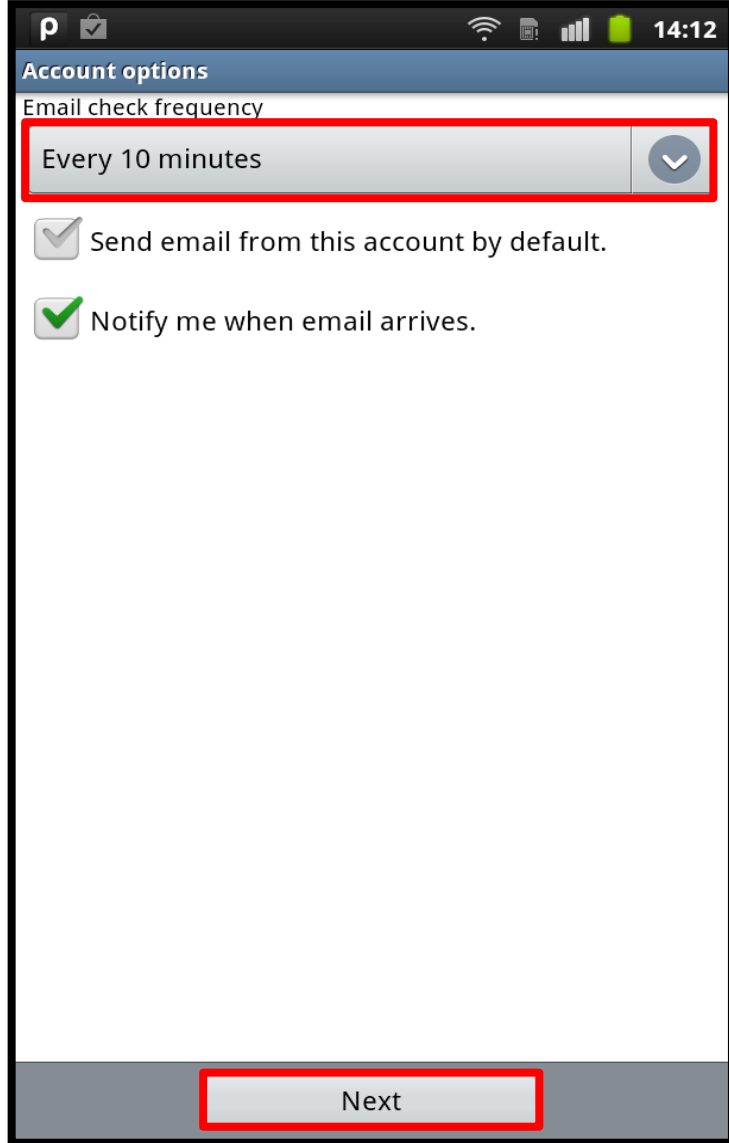 14:12
Account options
Email check frequency
Every 10 minutes
Send email from this account by default.
Notify me when email arrives.
Next